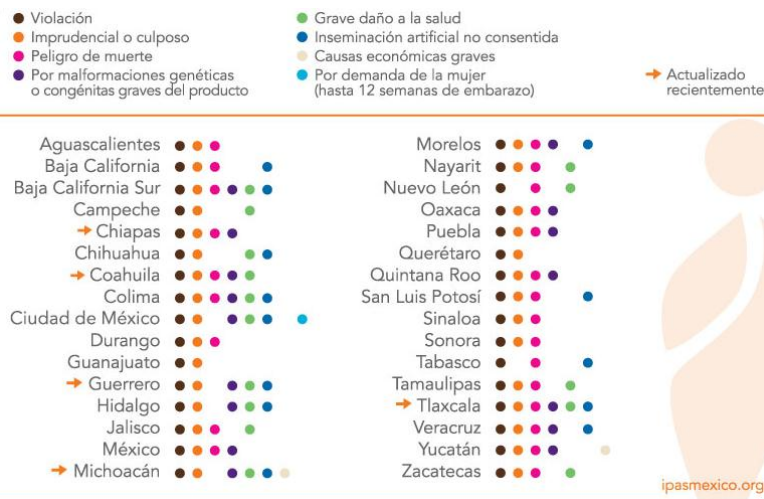 Violación
Imprudencial o culposo
Peligro de muerte
Por malformaciones genéticas
o congénitas graves del producto
Grave daño a la salud
Inseminación artificial no consentida
Causas económicas graves
Por demanda de la mujer
(hasta 12 semanas de embarazo)
Actualizado
recientemente
Aguascalientes
Baja California
Baja California Sur
Campeche
Chiapas
Chihuahua
Coahuila
Colima
Ciudad de México
Durango
Guanajuato
Guerrero
Hidalgo
Jalisco
México
Michoacán
Morelos
Nayarit
Nuevo León
Oaxaca
Puebla
Querétaro
Quintana Roo
San Luis Potosí
Sinaloa
Sonora
Tabasco
Tamaulipas
Tlaxcala
Veracruz
Yucatán
Zacatecas
ipasmexico.org